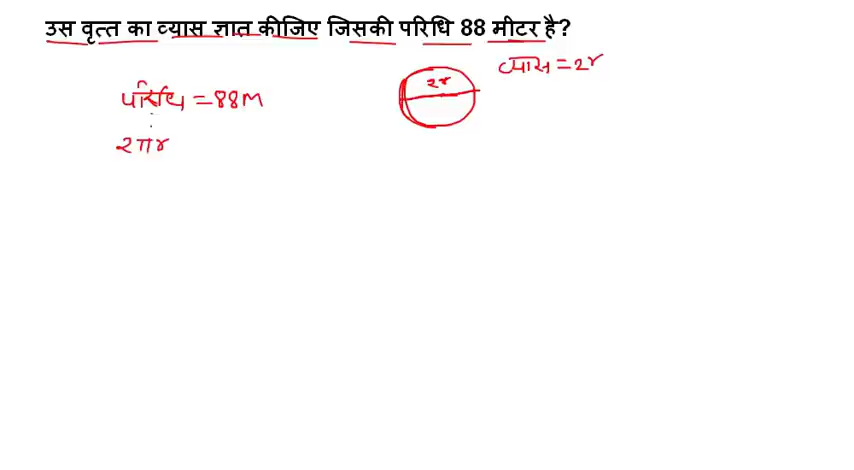 उस वृत्त का व्यास ज्ञात कीजिए जिसकी परिधि 88 मीटर है?
व्यास = 2r
2r
परिधि = 88M
2πr